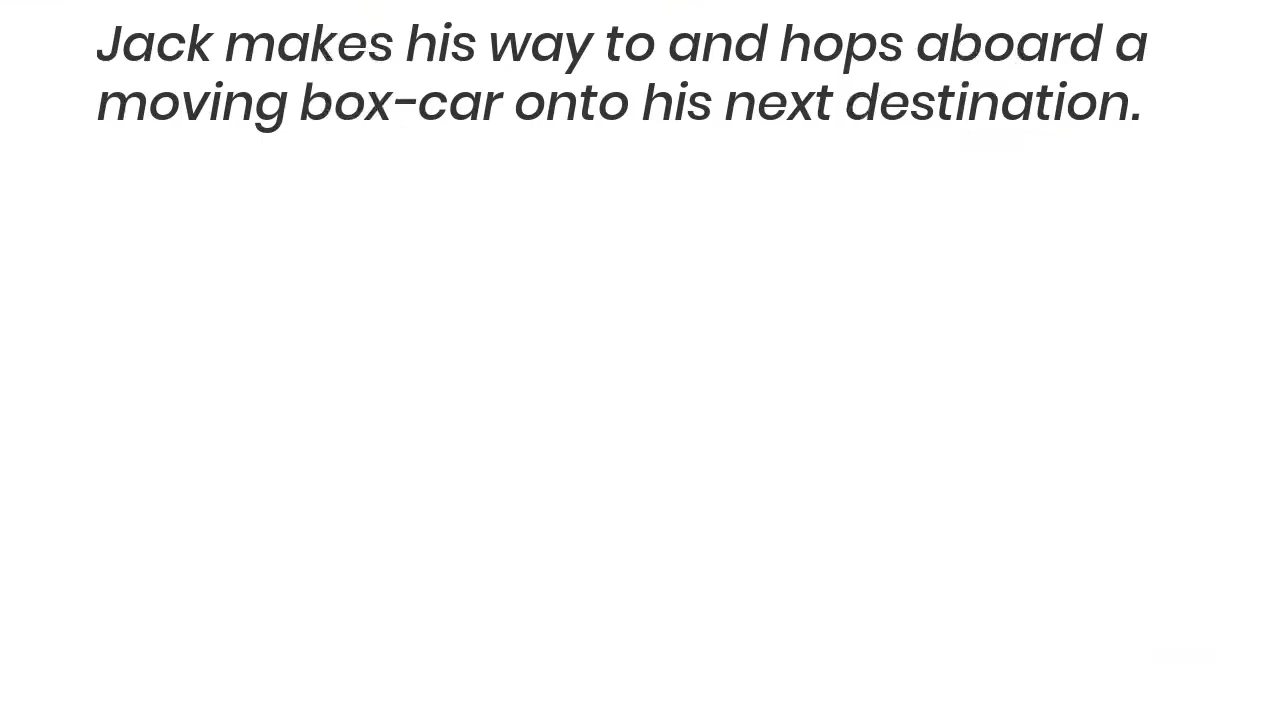 Jack makes his way to and hops aboard a
moving box-car onto his next destination.